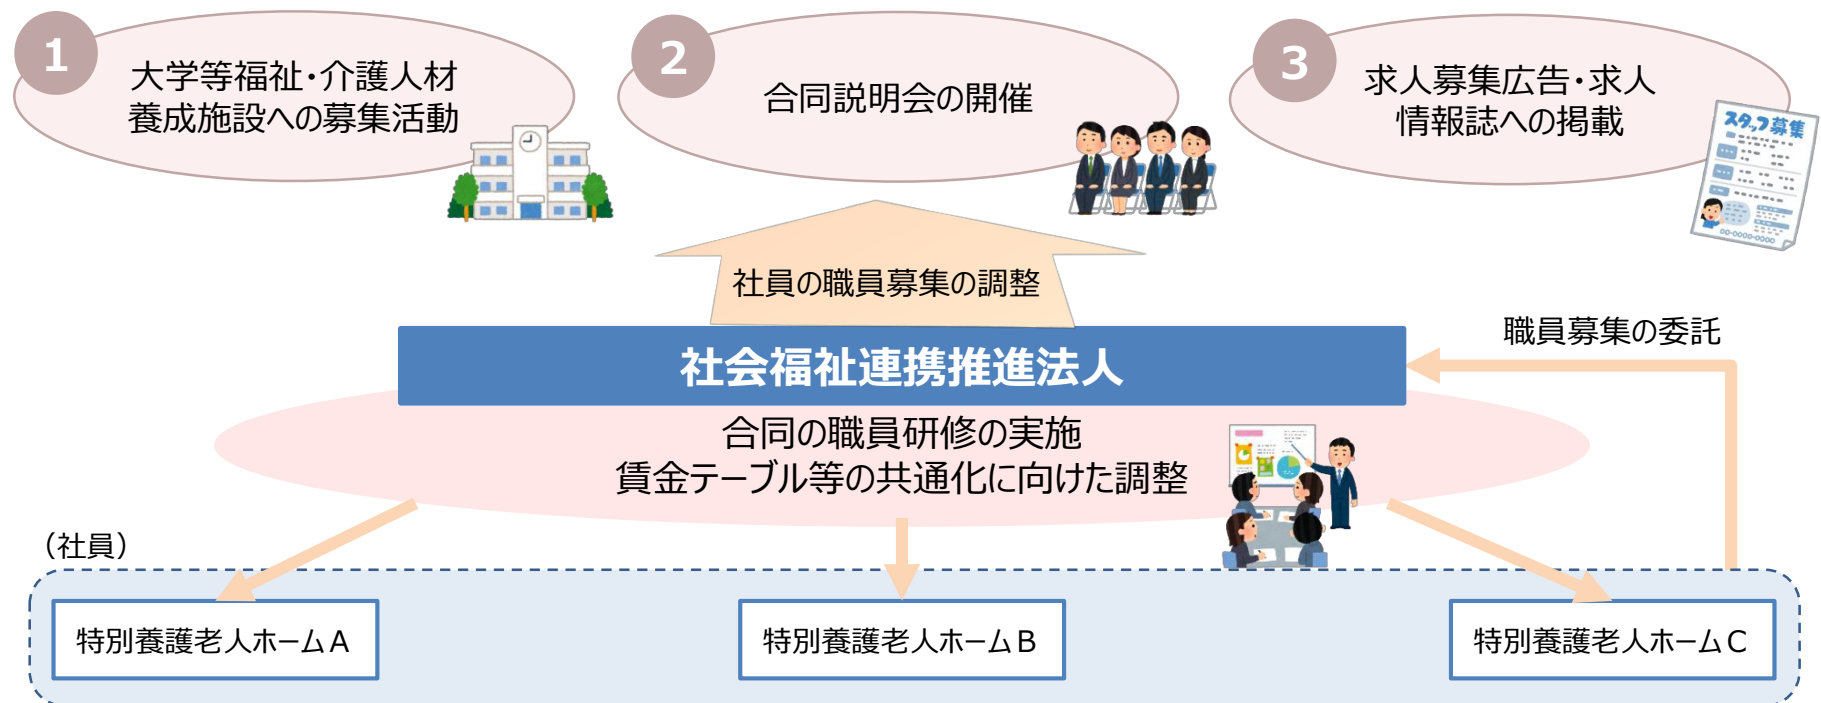 1
大学等福祉・介護人材
養成施設への募集活動
2
合同説明会の開催
3
求人募集広告・求人
情報誌への掲載
スタッフ募集
00-0000-0000
社員の職員募集の調整
職員募集の委託
社会福祉連携推進法人
合同の職員研修の実施
賃金テーブル等の共通化に向けた調整
（社員）
特別養護老人ホームA
特別養護老人ホームB
特別養護老人ホームC